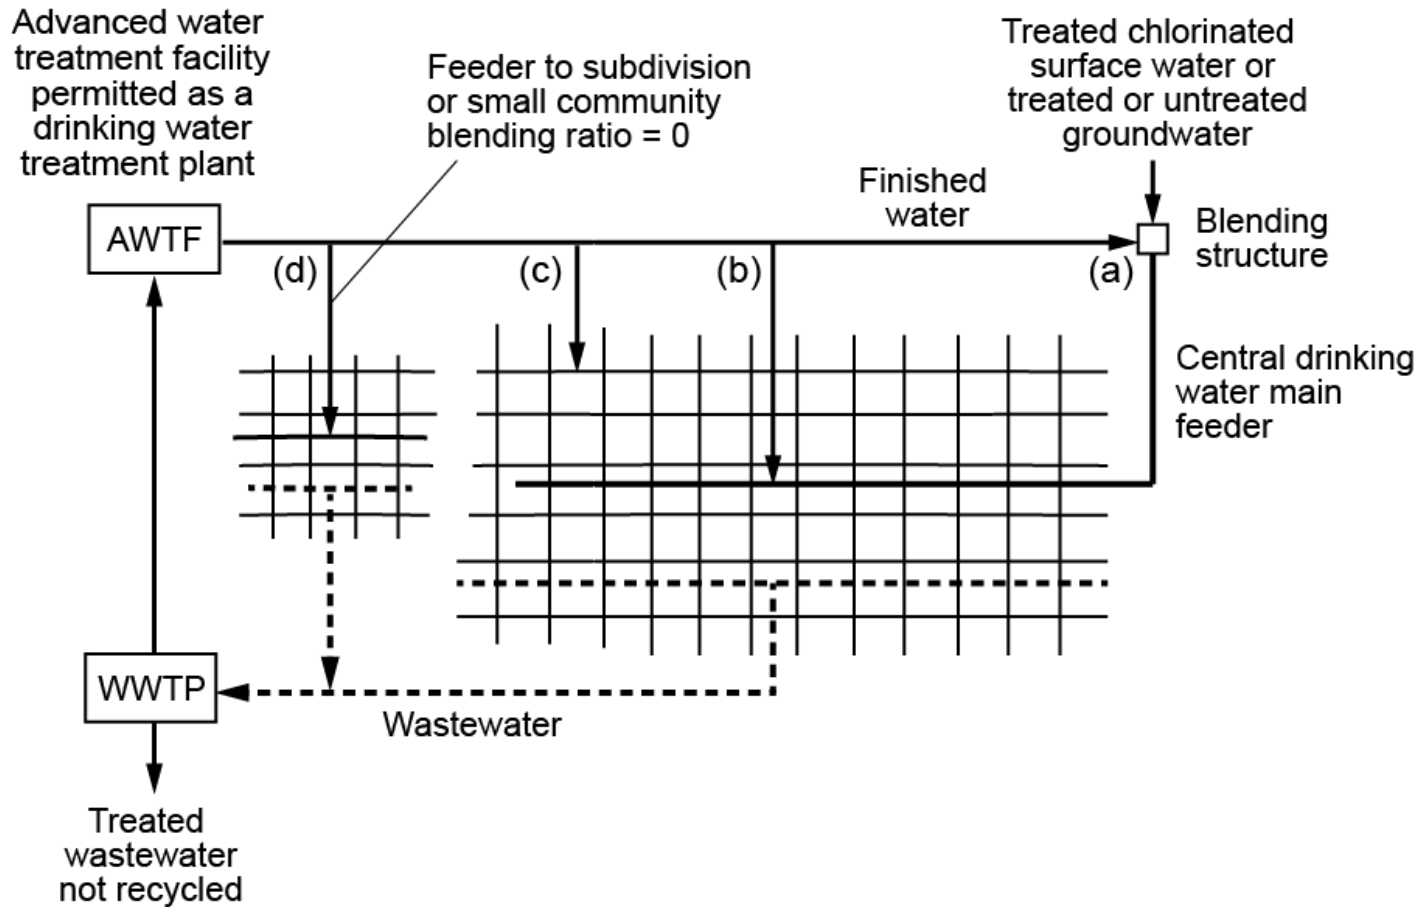 Advanced water
treatment facility
permitted as a
drinking water
treatment plant
Feeder to subdivision
or small community
blending ratio = 0
Treated chlorinated
surface water or
treated or untreated
groundwater
Finished
water
AWTF
Blending
structure
(d)
(c)
(b)
(a)
Central drinking
water main
feeder
WWTP
Wastewater
Treated
wastewater
not recycled